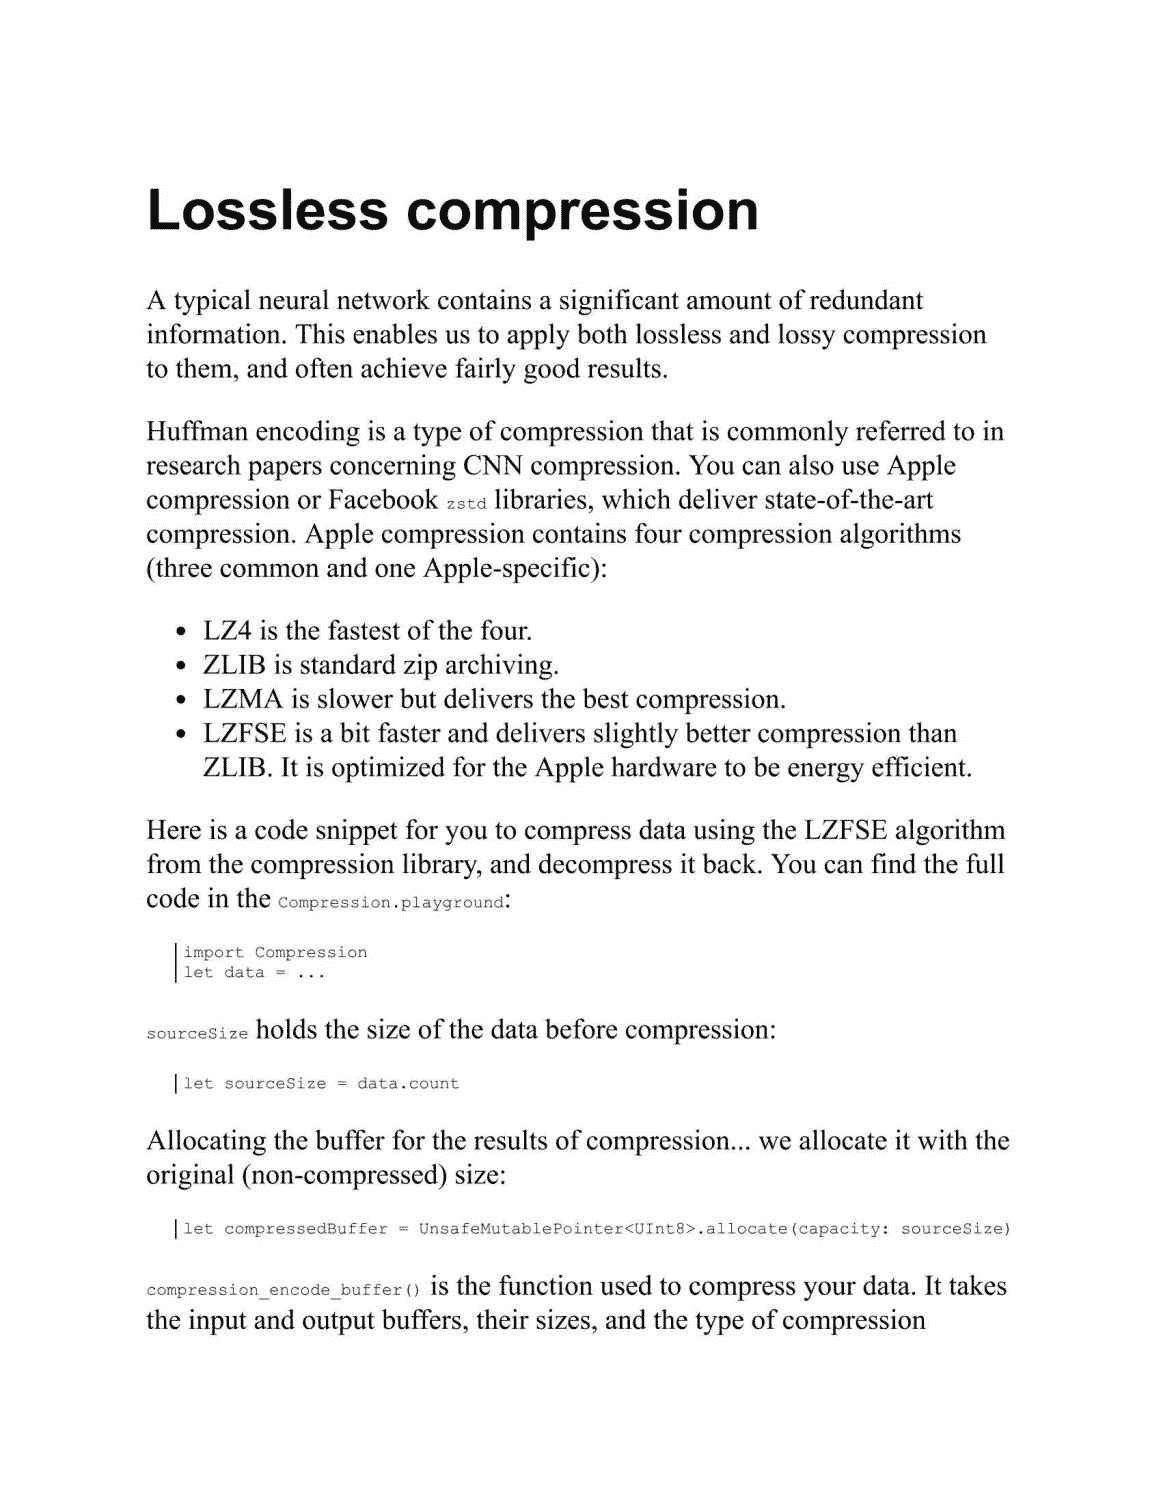 Lossless compression
A typical neural network contains a significant amount of redundant
information. This enables us to apply both lossless and lossy compression
to them, and often achieve fairly good results.
Huffman encoding is a type of compression that is commonly referred to in
research papers concerning CNN compression. You can also use Apple
compression or Facebook zstd libraries, which deliver state-of-the-art
compression. Apple compression contains four compression algorithms
(three common and one Apple-specific):
• LZ4 is the fastest of the four.
• ZLIB is standard zip archiving.
• LZMA is slower but delivers the best compression.
• LZFSE is a bit faster and delivers slightly better compression than
ZLIB. It is optimized for the Apple hardware to be energy efficient.
Here is a code snippet for you to compress data using the LZFSE algorithm
from the compression library, and decompress it back. You can find the full
code in the Compression.playground:
import Compression
let data = ...
sourceSize holds the size of the data before compression:
let sourceSize = data.count
Allocating the buffer for the results of compression... we allocate it with the
original (non-compressed) size:
let compressedBuffer = UnsafeMutablePointer<UInt8>.allocate(capacity: sourceSize)
compression_encode_buffer() is the function used to compress your data. It takes
the input and output buffers, their sizes, and the type of compression